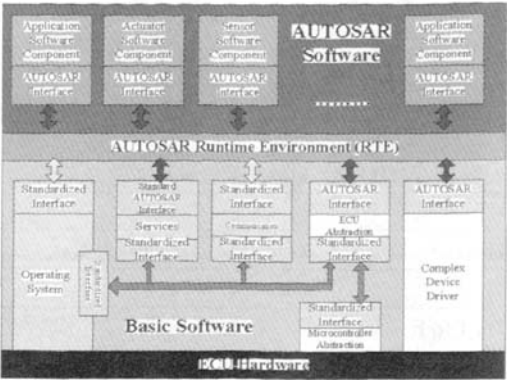 Application
Software
Component
AUTOSAR
Interface
Actuator
Software
Component
AUTOSAR
Interface
Sensor
Software
Component
AUTOSAR
Interface
AUTOSAR
Software
..........
Application
Software
Component
AUTOSAR
Interface
AUTOSAR Runtime Environment (RTE)
Standardized
Interface
Operating
System
Standardized
Interface
Standard
AUTOSAR
Interface
Services
Standardized
Interface
Standardized
Interface
Communication
Standardized
Interface
AUTOSAR
Interface
ECU
Abstraction
Standardized
Interface
AUTOSAR
Interface
Complex
Device
Driver
Standardized
Interface
Microcontroller
Abstraction
Basic Software
ECU-Hardware